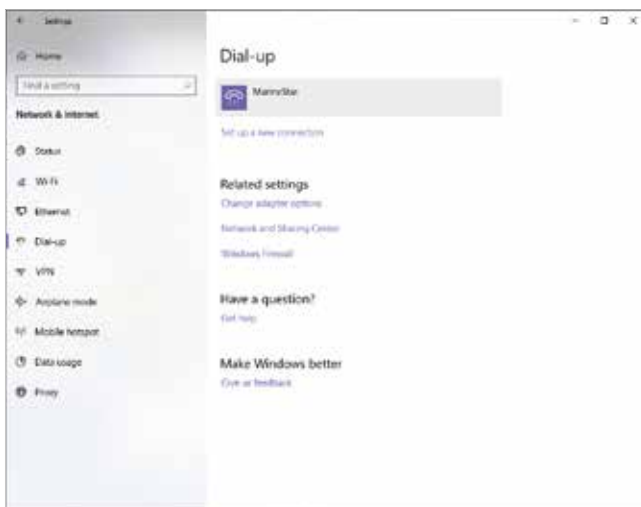 Settings
Home
Find a setting
Network & Internet
Status
Wi-Fi
Ethernet
Dial-up
VPN
Airplane mode
Mobile hotspot
Data usage
Proxy
Dial-up
Set up a new connection
Related settings
Change adapter options
Network and Sharing Center
Windows Firewall
Have a question?
Get help
Make Windows better
Give us feedback